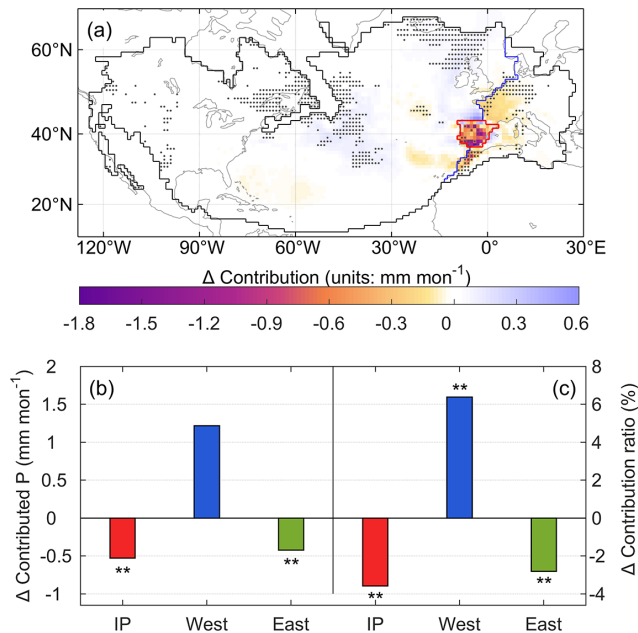 (a)
60°N
40°N
20°N
120°W 90°W 60°W 30°W 0° 30°E
Δ Contribution (units: mm mon⁻¹)
-1.8 -1.5 -1.2 -0.9 -0.6 -0.3 0 0.3 0.6
Δ Contributed P (mm mon⁻¹)
2
1.5
1
0.5
0
-0.5
-1
(b)
**
**
IP West East
(c)
**
**
**
IP West East
8
6
4
2
0
-2
-4
Δ Contribution ratio (%)